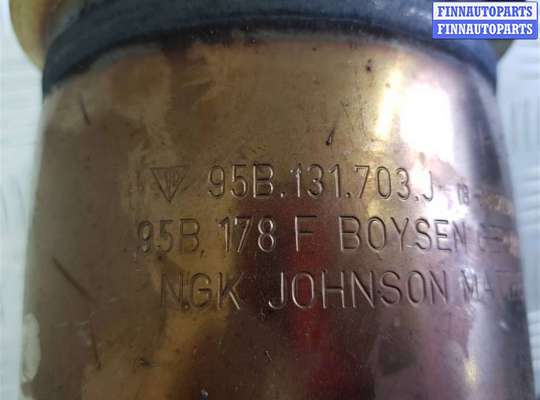 FINNAUTOPARTS
FINNAUTOPARTS
95B.131.703.J
95B 178 F BOYSEN
NGK JOHNSON